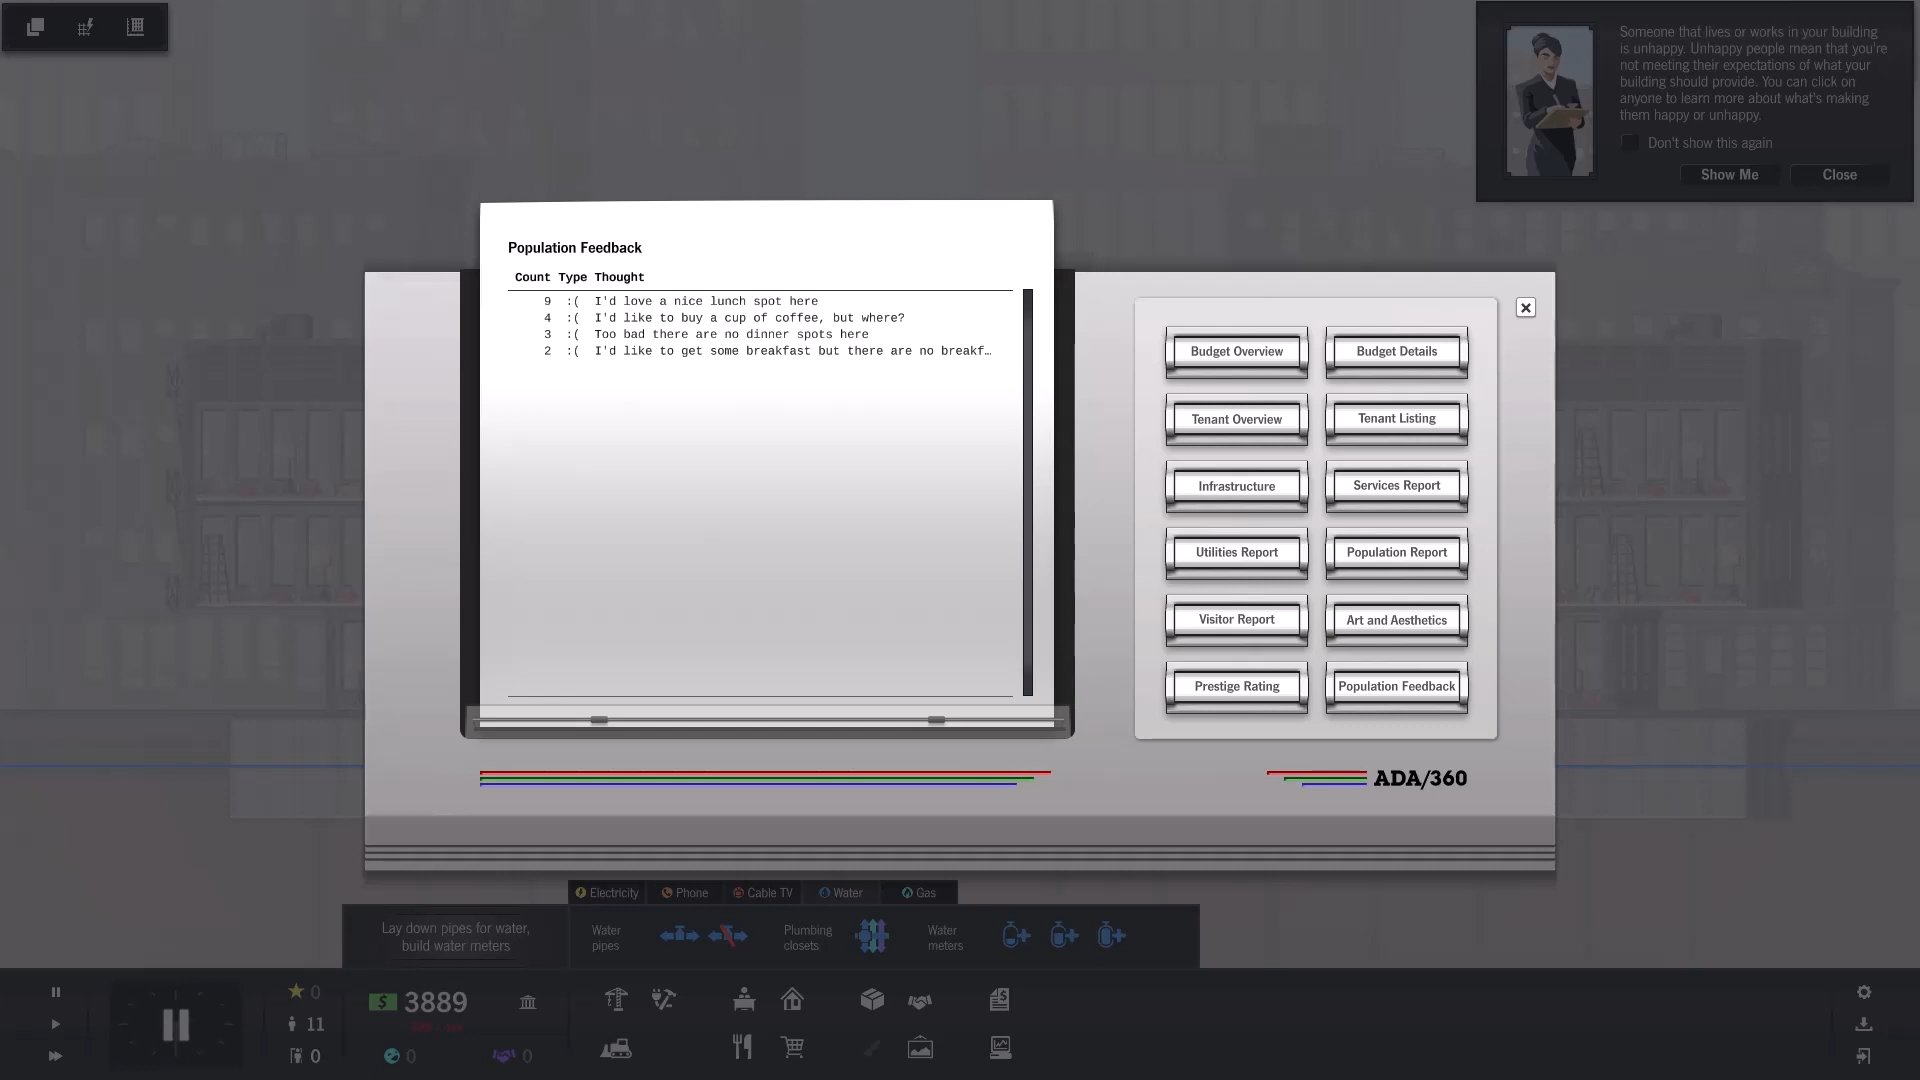 Someone that lives or works in your building
is unhappy. Unhappy people mean that you're
not meeting their expectations of what your
building should provide. You can click on
anyone to learn more about what's making
them happy or unhappy.
Don't show this again
Show Me
Close
Population Feedback
Count Type Thought
9 :( I'd love a nice lunch spot here
4 :( I'd like to buy a cup of coffee, but where?
3 :( Too bad there are no dinner spots here
2 :( I'd like to get some breakfast but there are no breakf…
Budget Overview
Budget Details
Tenant Overview
Tenant Listing
Infrastructure
Services Report
Utilities Report
Population Report
Visitor Report
Art and Aesthetics
Prestige Rating
Population Feedback
ADA/360
Electricity
Phone
Cable TV
Water
Gas
Lay down pipes for water,
build water meters
Water
pipes
Plumbing
closets
Water
meters
0
11
0
$ 3889
0
0